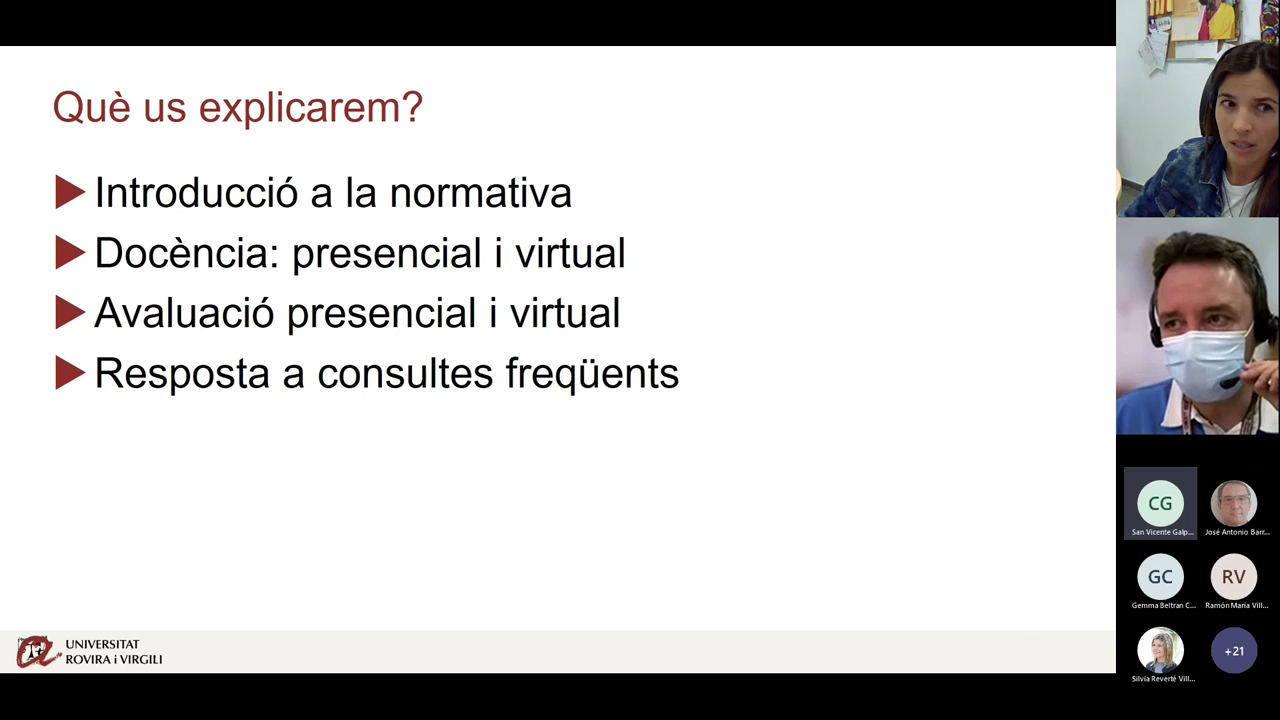 Què us explicarem?
Introducció a la normativa
Docència: presencial i virtual
Avaluació presencial i virtual
Resposta a consultes freqüents
UNIVERSITAT
ROVIRA i VIRGILI
CG
San Vicente Galp...
José Antonio Barr...
GC
RV
Gemma Beltran C...
Ramón Maria Vill...
Silvia Reverté Vill...
+21